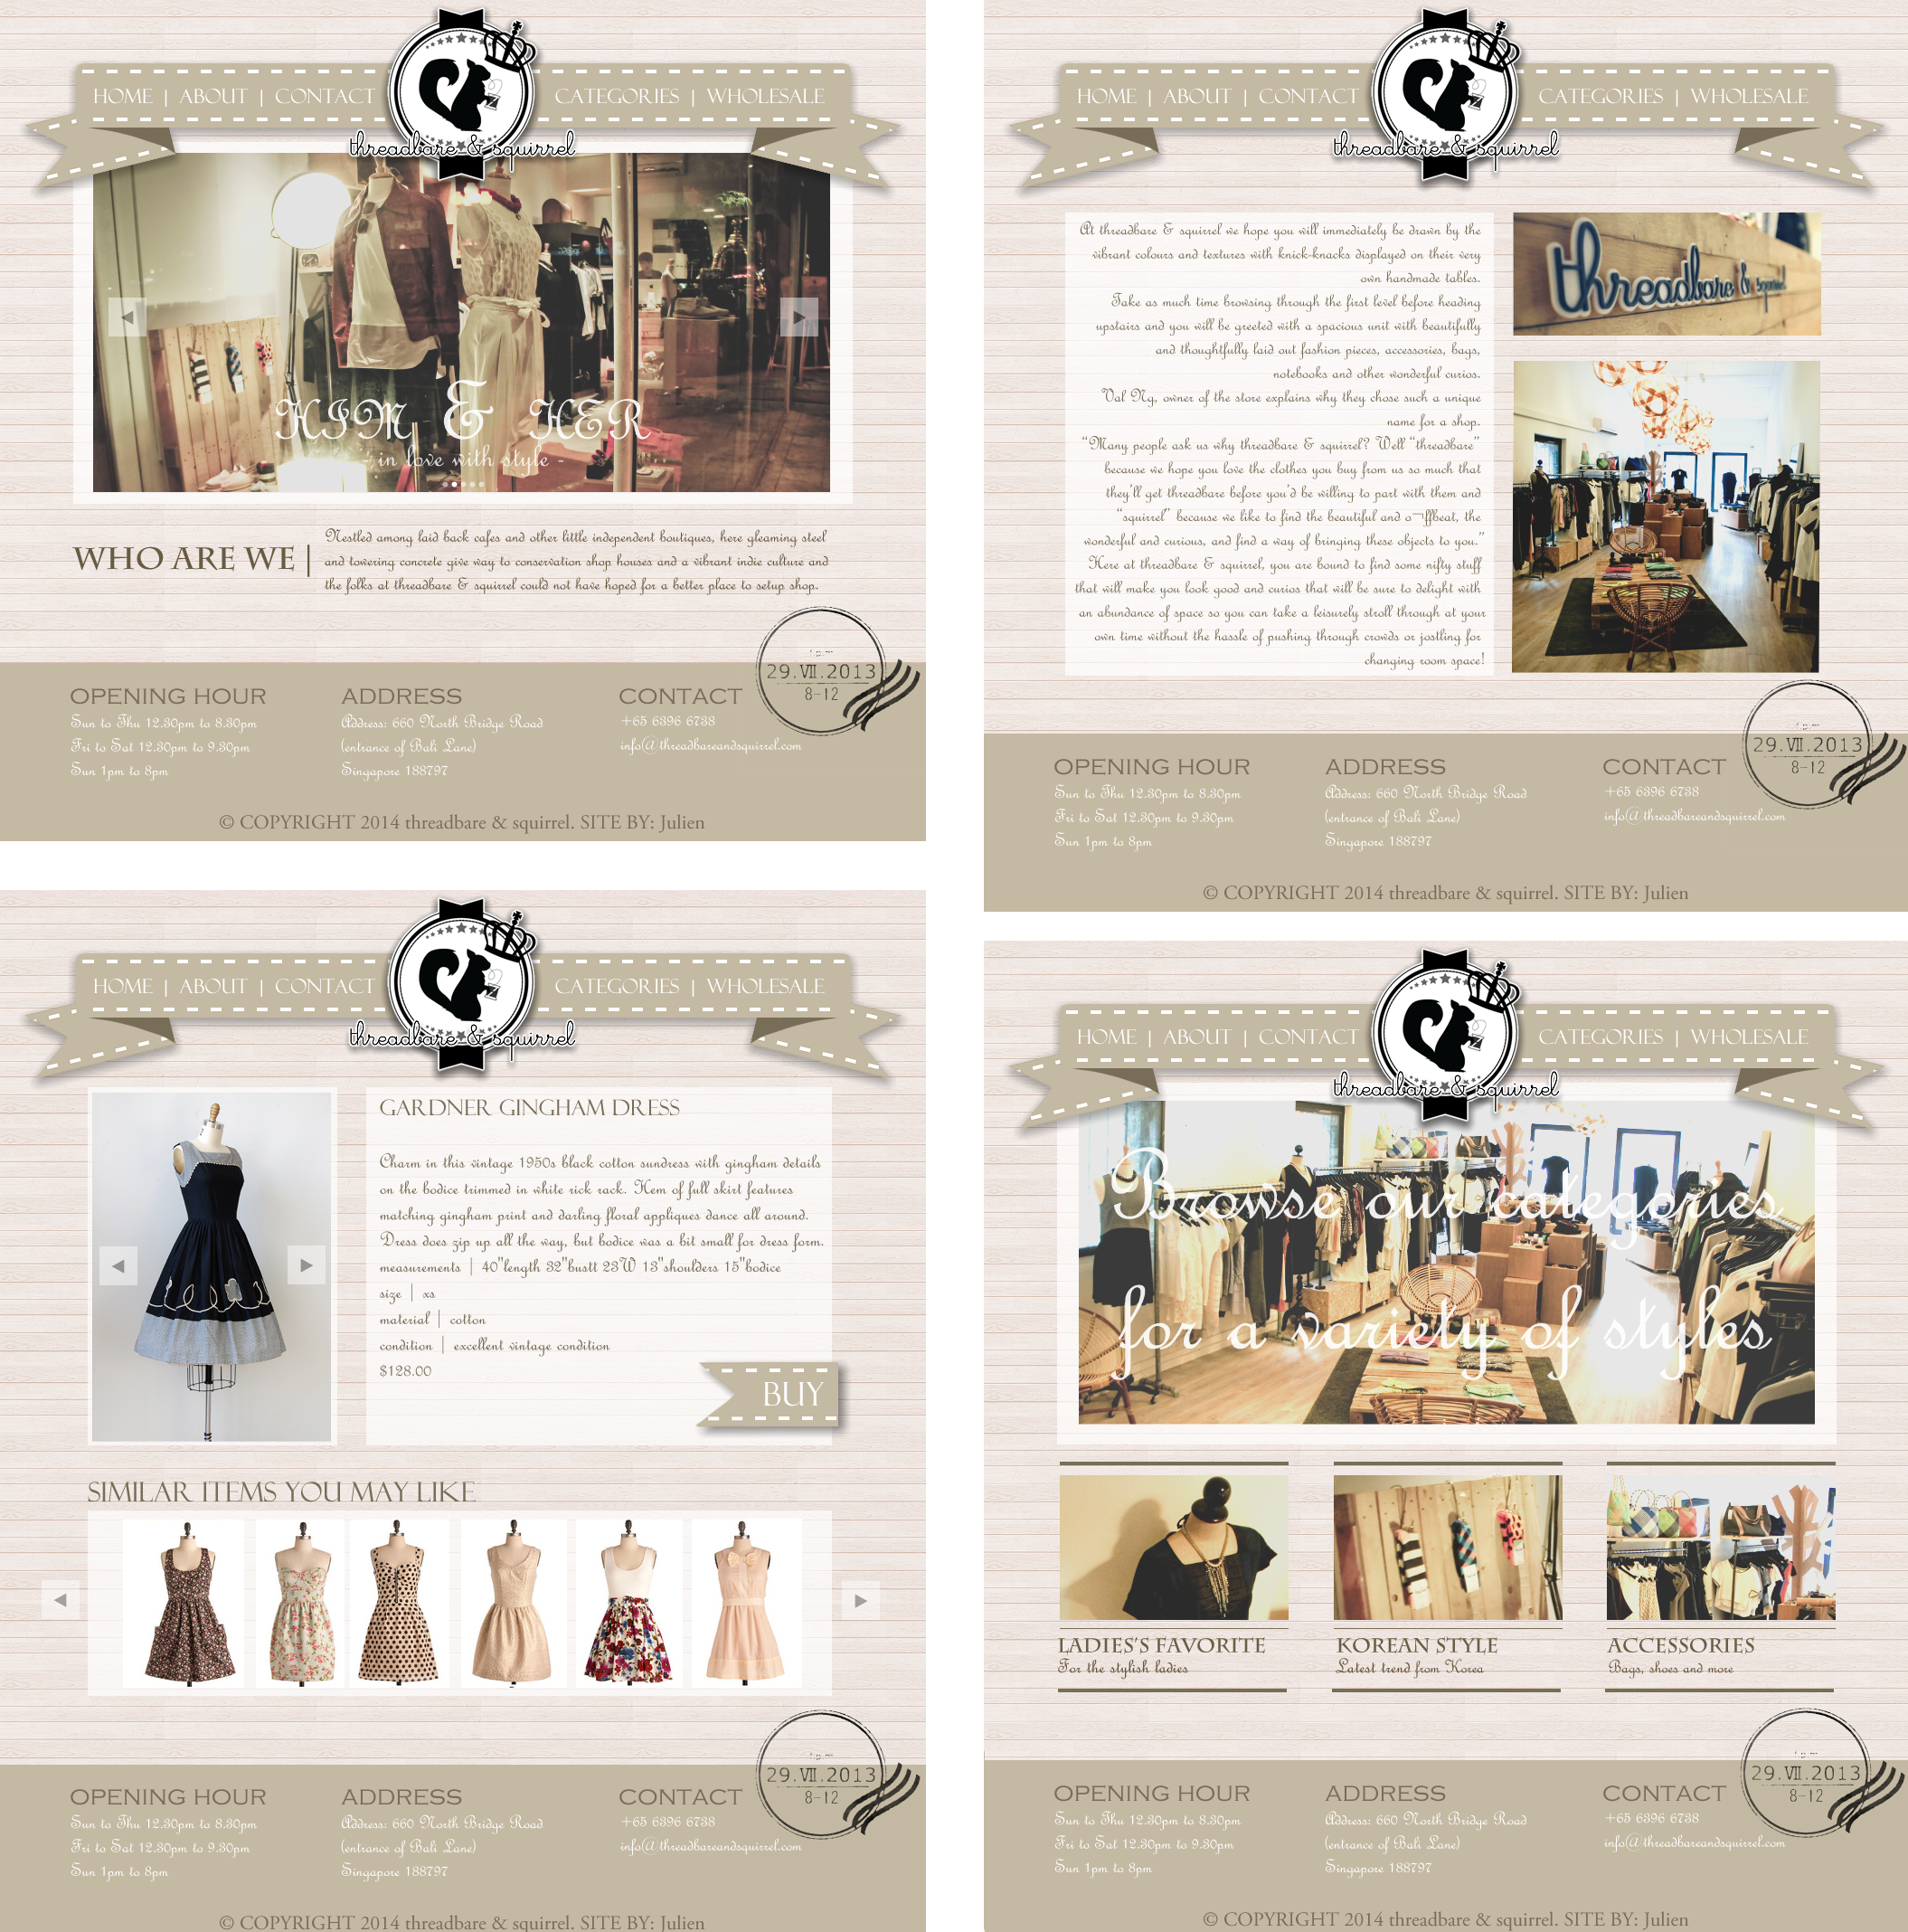 HOME | ABOUT | CONTACT
CATEGORIES | WHOLESALE
threadbare & squirrel
HIM & HER
- in love with style -
WHO ARE WE |
Nestled among laid back cafes and other little independent boutiques, here gleaming steel
and towering concrete give way to conservation shop houses and a vibrant indie culture and
the folks at threadbare & squirrel could not have hoped for a better place to setup shop.
29.VII.2013
8-12
OPENING HOUR
Sun to Thu 12.30pm to 8.30pm
Fri to Sat 12.30pm to 9.30pm
Sun 1pm to 8pm
ADDRESS
Address: 660 North Bridge Road
(entrance of Bali Lane)
Singapore 188797
CONTACT
+65 6396 6738
info@threadbareandsquirrel.com
© COPYRIGHT 2014 threadbare & squirrel. SITE BY: Julien
HOME | ABOUT | CONTACT
CATEGORIES | WHOLESALE
threadbare & squirrel
At threadbare & squirrel we hope you will immediately be drawn by the
vibrant colours and textures with knick-knacks displayed on their very
own handmade tables.
Take as much time browsing through the first level before heading
upstairs and you will be greeted with a spacious unit with beautifully
and thoughtfully laid out fashion pieces, accessories, bags,
notebooks and other wonderful curios.
Val Ng, owner of the store explains why they chose such a unique
name for a shop.
“Many people ask us why threadbare & squirrel? Well “threadbare”
because we hope you love the clothes you buy from us so much that
they’ll get threadbare before you’d be willing to part with them and
“squirrel” because we like to find the beautiful and o¬ffbeat, the
wonderful and curious, and find a way of bringing these objects to you.”
Here at threadbare & squirrel, you are bound to find some nifty stuff
that will make you look good and curios that will be sure to delight with
an abundance of space so you can take a leisurely stroll through at your
own time without the hassle of pushing through crowds or jostling for
changing room space!
threadbare & squirrel
29.VII.2013
8-12
OPENING HOUR
Sun to Thu 12.30pm to 8.30pm
Fri to Sat 12.30pm to 9.30pm
Sun 1pm to 8pm
ADDRESS
Address: 660 North Bridge Road
(entrance of Bali Lane)
Singapore 188797
CONTACT
+65 6396 6738
info@threadbareandsquirrel.com
© COPYRIGHT 2014 threadbare & squirrel. SITE BY: Julien
HOME | ABOUT | CONTACT
CATEGORIES | WHOLESALE
threadbare & squirrel
GARDNER GINGHAM DRESS
Charm in this vintage 1950s black cotton sundress with gingham details
on the bodice trimmed in white rick rack. Hem of full skirt features
matching gingham print and darling floral appliques dance all around.
Dress does zip up all the way, but bodice was a bit small for dress form.
measurements | 40"length 32"bustt 23W 13"shoulders 15"bodice
size | xs
material | cotton
condition | excellent vintage condition
$128.00
BUY
SIMILAR ITEMS YOU MAY LIKE
29.VII.2013
8-12
OPENING HOUR
Sun to Thu 12.30pm to 8.30pm
Fri to Sat 12.30pm to 9.30pm
Sun 1pm to 8pm
ADDRESS
Address: 660 North Bridge Road
(entrance of Bali Lane)
Singapore 188797
CONTACT
+65 6396 6738
info@threadbareandsquirrel.com
© COPYRIGHT 2014 threadbare & squirrel. SITE BY: Julien
HOME | ABOUT | CONTACT
CATEGORIES | WHOLESALE
threadbare & squirrel
Browse our categories
for a variety of styles
LADIES'S FAVORITE
For the stylish ladies
KOREAN STYLE
Latest trend from Korea
ACCESSORIES
Bags, shoes and more
29.VII.2013
8-12
OPENING HOUR
Sun to Thu 12.30pm to 8.30pm
Fri to Sat 12.30pm to 9.30pm
Sun 1pm to 8pm
ADDRESS
Address: 660 North Bridge Road
(entrance of Bali Lane)
Singapore 188797
CONTACT
+65 6396 6738
info@threadbareandsquirrel.com
© COPYRIGHT 2014 threadbare & squirrel. SITE BY: Julien